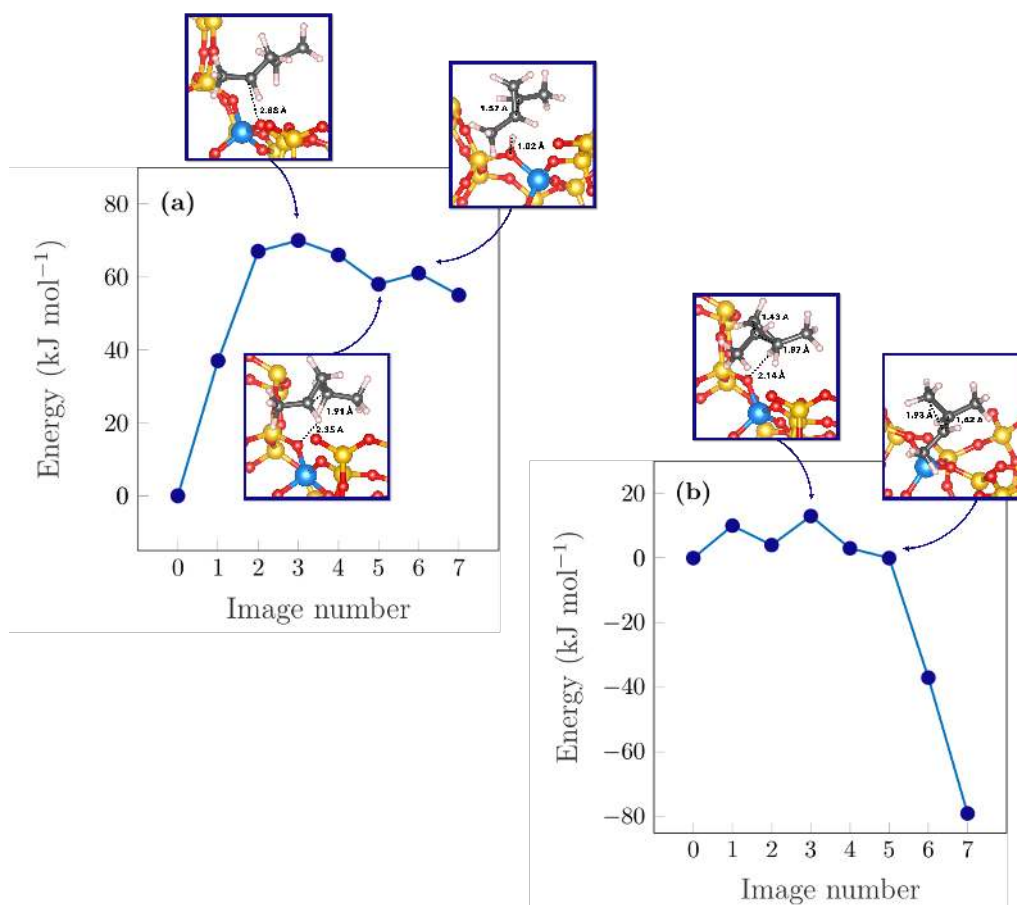 2.68 Å
1.57 Å
1.02 Å
(a)
80
60
40
20
0
Energy (kJ mol⁻¹)
1.91 Å
2.35 Å
0 1 2 3 4 5 6 7
Image number
1.43 Å
1.87 Å
2.14 Å
1.93 Å
1.62 Å
(b)
20
0
−20
−40
−60
−80
Energy (kJ mol⁻¹)
0 1 2 3 4 5 6 7
Image number